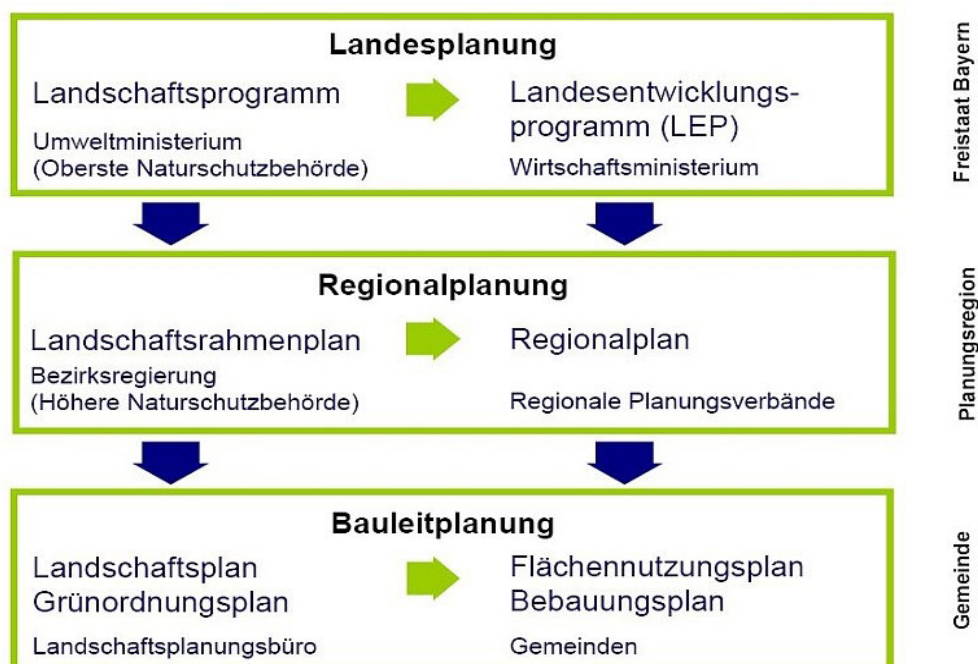 Landesplanung
Landschaftsprogramm
Umweltministerium
(Oberste Naturschutzbehörde)
Landesentwicklungs-
programm (LEP)
Wirtschaftsministerium
Freistaat Bayern
Regionalplanung
Landschaftsrahmenplan
Bezirksregierung
(Höhere Naturschutzbehörde)
Regionalplan
Regionale Planungsverbände
Planungsregion
Bauleitplanung
Landschaftsplan
Grünordnungsplan
Landschaftsplanungsbüro
Flächennutzungsplan
Bebauungsplan
Gemeinden
Gemeinde